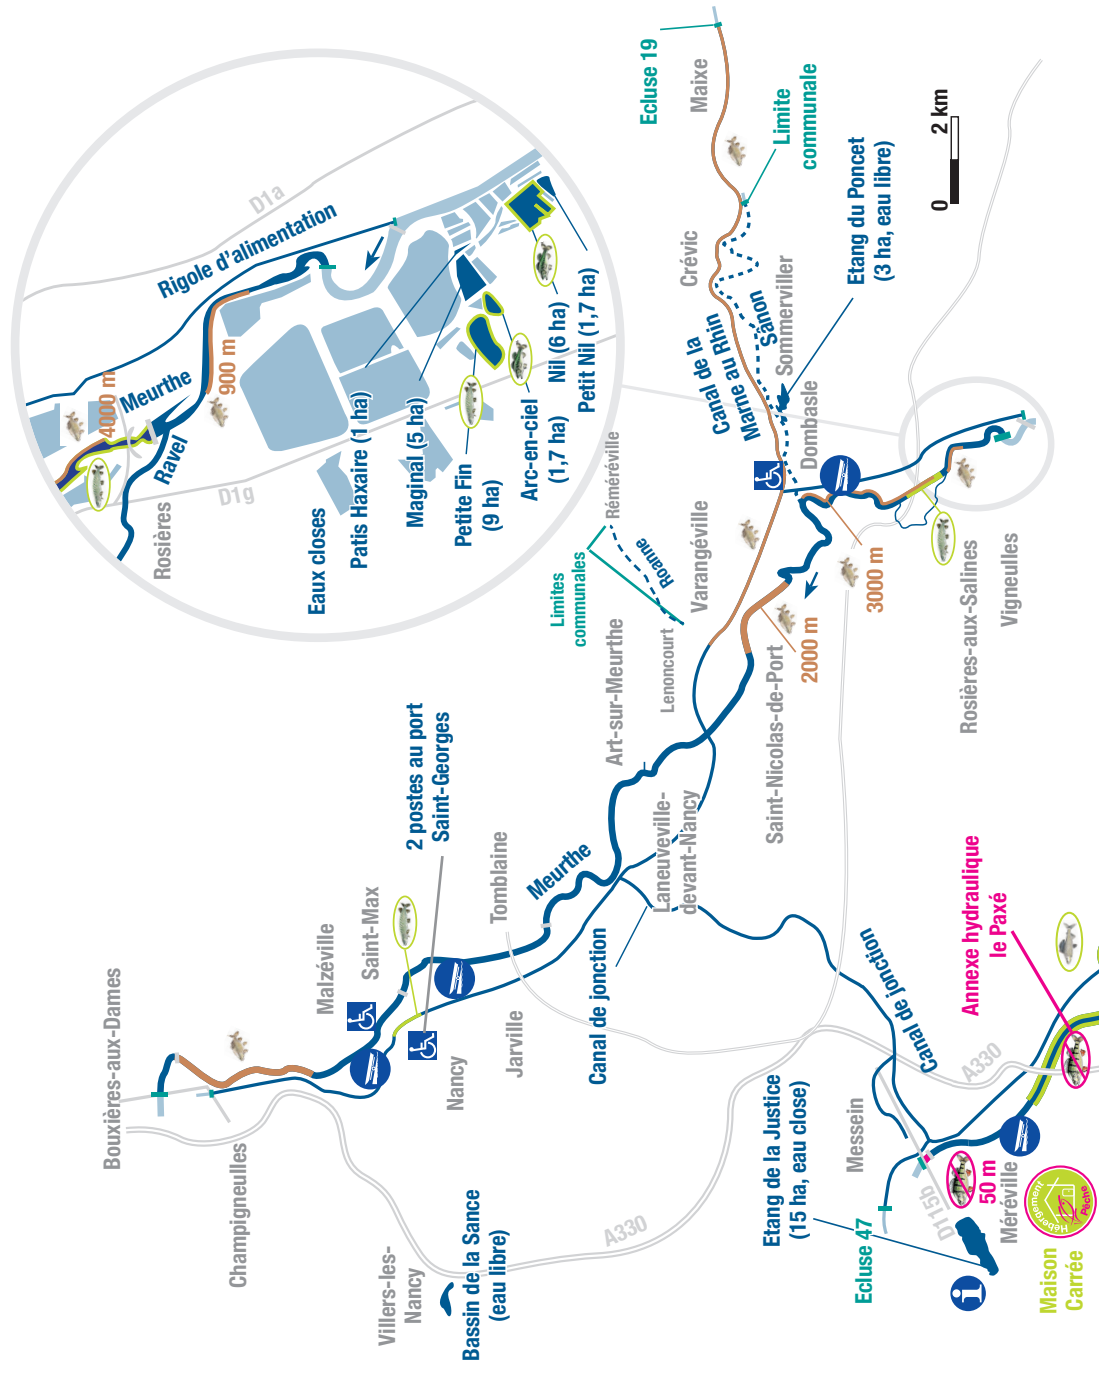 D1a
Rigole d’alimentation
4000 m
Meurthe
900 m
Ravel
D1g
Rosières
Eaux closes
Patis Haxaire (1 ha)
Maginal (5 ha)
Petite Fin
(9 ha)
Arc-en-ciel
(1,7 ha)
Nil (6 ha)
Petit Nil (1,7 ha)
Ecluse 19
Maixe
Limite
communale
Crévic
Canal de la
Marne au Rhin
Sânon
Sommerviller
Etang du Poncet
(3 ha, eau libre)
0
2 km
Dombasle
Réméréville
Limites
communales
Roanne
Lenoncourt
Varangéville
3000 m
2000 m
Rosières-aux-Salines
Vigneulles
Saint-Nicolas-de-Port
Art-sur-Meurthe
Laneuveville-
devant-Nancy
2 postes au port
Saint-Georges
Tomblaine
Meurthe
Saint-Max
Malzéville
Bouxières-aux-Dames
Champigneulles
Nancy
Jarville
Canal de jonction
Canal de jonction
Annexe hydraulique
le Paxé
A330
A330
Villers-les-
Nancy
Bassin de la Sance
(eau libre)
Etang de la Justice
(15 ha, eau close)
Messein
Ecluse 47
D115b
50 m
Méréville
i
Maison
Carrée
Hébergement
Pêche